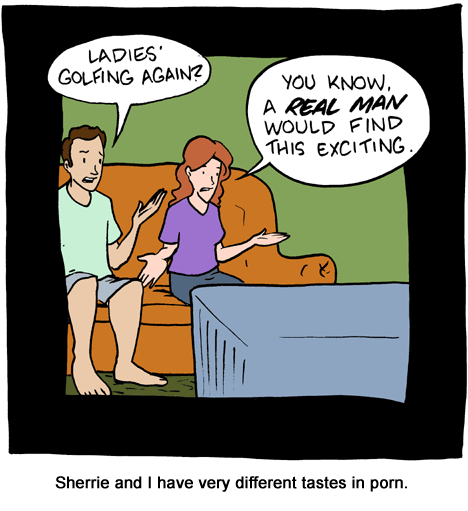 LADIES'
GOLFING AGAIN?
YOU KNOW,
A REAL MAN
WOULD FIND
THIS EXCITING.
Sherrie and I have very different tastes in porn.